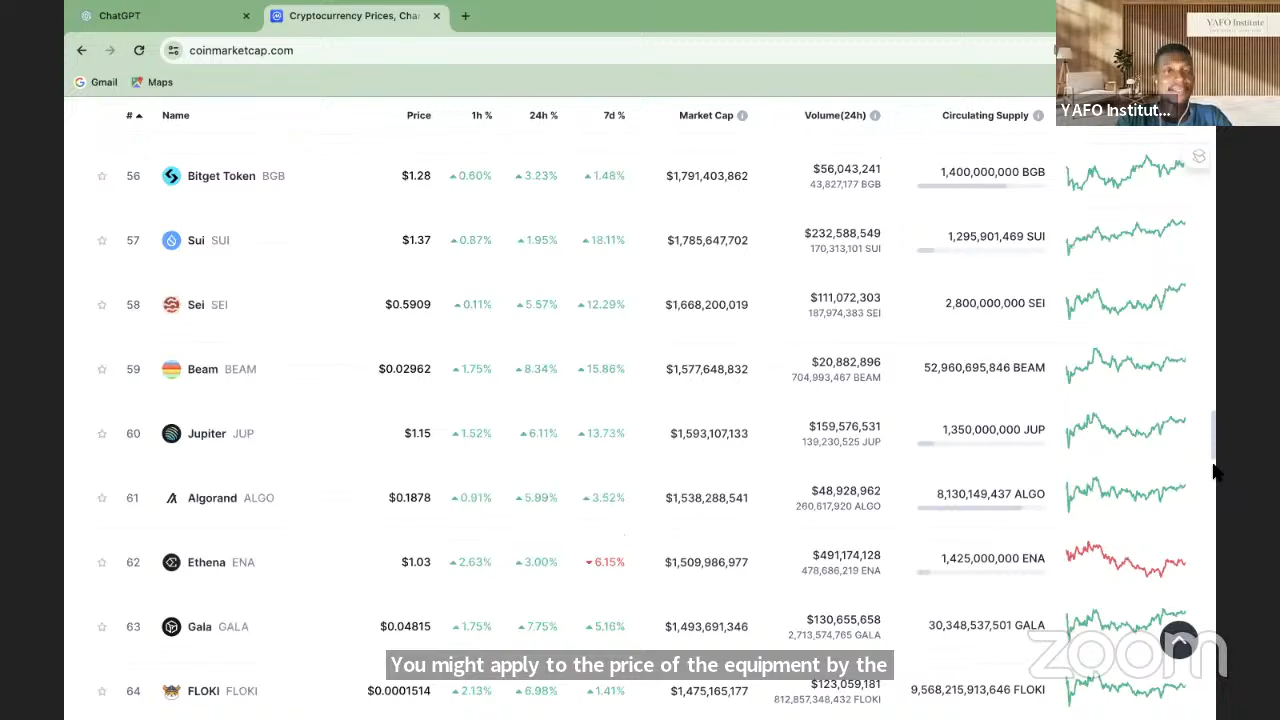 ChatGPT
Cryptocurrency Prices, Cha
coinmarketcap.com
Gmail Maps
YAFO Institute
YAFO Institut...
# Name Price 1h % 24h % 7d % Market Cap Volume(24h) Circulating Supply
56 Bitget Token BGB $1.28 0.60% 3.23% 1.48% $1,791,403,862 $56,043,241 1,400,000,000 BGB
43,827,177 BGB
57 Sui SUI $1.37 0.87% 1.95% 18.11% $1,785,647,702 $232,588,549 1,295,901,469 SUI
170,313,101 SUI
58 Sei SEI $0.5909 0.11% 5.57% 12.29% $1,668,200,019 $111,072,303 2,800,000,000 SEI
187,974,383 SEI
59 Beam BEAM $0.02962 1.75% 8.34% 15.86% $1,577,648,832 $20,882,896 52,960,695,846 BEAM
704,993,467 BEAM
60 Jupiter JUP $1.15 1.52% 6.11% 13.73% $1,593,107,133 $159,576,531 1,350,000,000 JUP
139,230,525 JUP
61 Algorand ALGO $0.1878 0.91% 5.99% 3.52% $1,538,288,541 $48,928,962 8,130,149,437 ALGO
260,617,920 ALGO
62 Ethena ENA $1.03 2.63% 3.00% 6.15% $1,509,986,977 $491,174,128 1,425,000,000 ENA
478,686,219 ENA
63 Gala GALA $0.04815 1.75% 7.75% 5.16% $1,493,691,346 $130,655,658 30,348,537,501 GALA
2,713,574,765 GALA
64 FLOKI FLOKI $0.0001514 2.13% 6.98% 1.41% $1,475,165,177 $123,059,181 9,568,215,913,646 FLOKI
812,857,348,432 FLOKI
You might apply to the price of the equipment by the
zoom